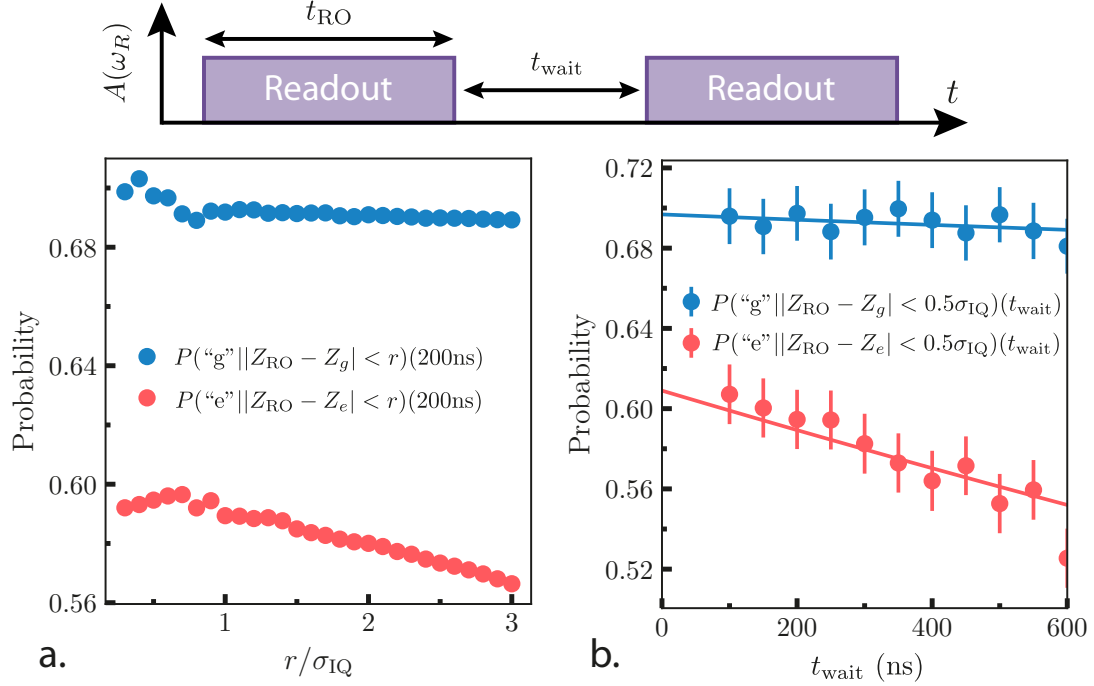 t_RO
A(ω_R)
Readout
t_wait
Readout
t
0.68
0.64
0.60
0.56
Probability
P(“g”||Z_RO − Z_g| < r)(200ns)
P(“e”||Z_RO − Z_e| < r)(200ns)
1
2
3
r/σ_IQ
a.
0.72
0.68
0.64
0.60
0.56
0.52
Probability
P(“g”||Z_RO − Z_g| < 0.5σ_IQ)(t_wait)
P(“e”||Z_RO − Z_e| < 0.5σ_IQ)(t_wait)
0
200
400
600
t_wait (ns)
b.